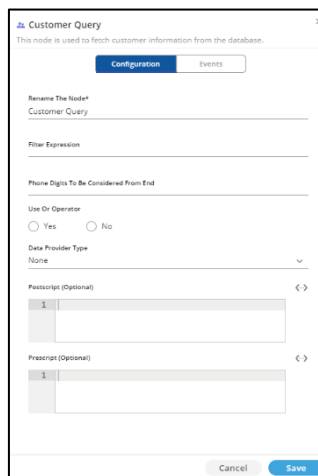 Customer Query
This node is used to fetch customer information from the database.
Configuration
Events
Rename The Node*
Customer Query
Filter Expression
Phone Digits To Be Considered From End
Use Or Operator
Yes
No
Data Provider Type
None
Postscript (Optional)
1
Prescript (Optional)
1
Cancel
Save